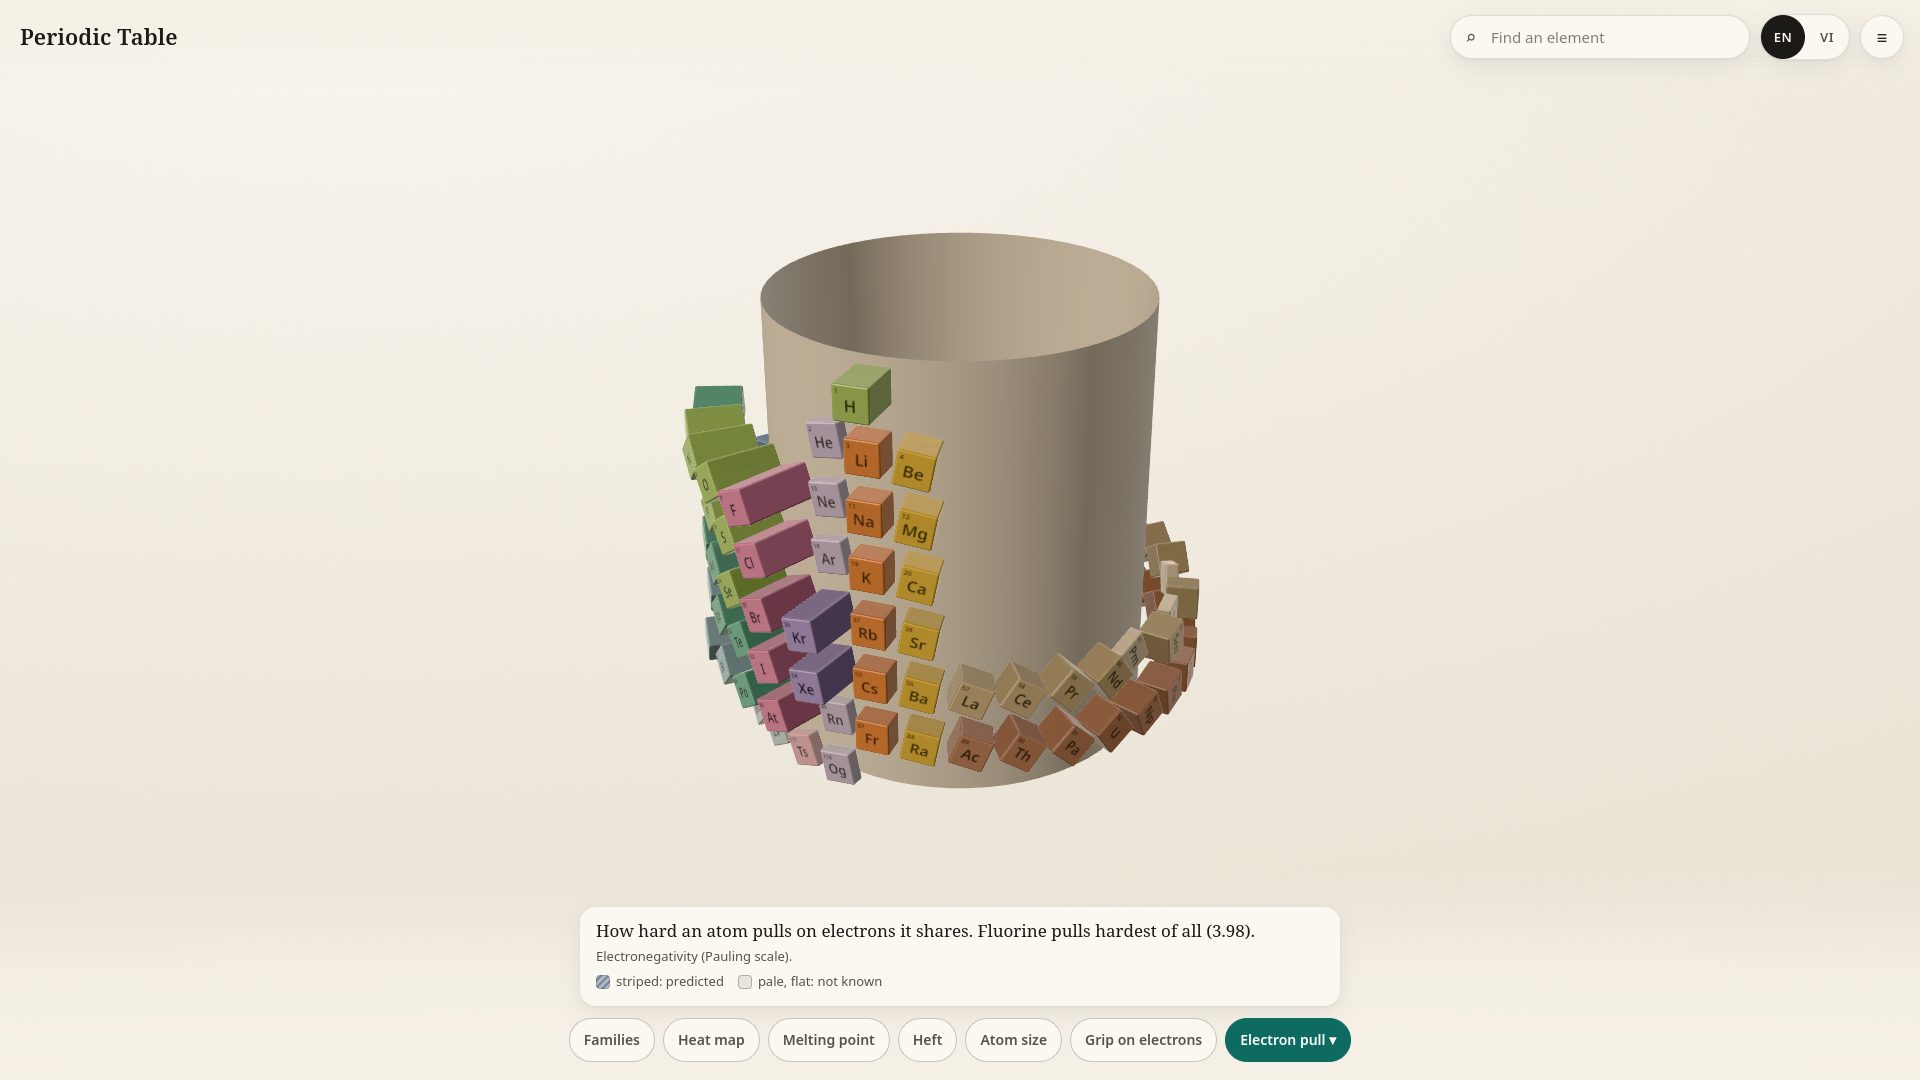 Periodic Table
Find an element
EN VI
H
He Li Be
O F Ne Na Mg
S Cl Ar K Ca
Br Kr Rb Sr
I Xe Cs Ba La Ce Pr Nd
Po At Rn Fr Ra Ac Th Pa U
Ts Og
How hard an atom pulls on electrons it shares. Fluorine pulls hardest of all (3.98).
Electronegativity (Pauling scale).
striped: predicted pale, flat: not known
Families Heat map Melting point Heft Atom size Grip on electrons Electron pull ▾